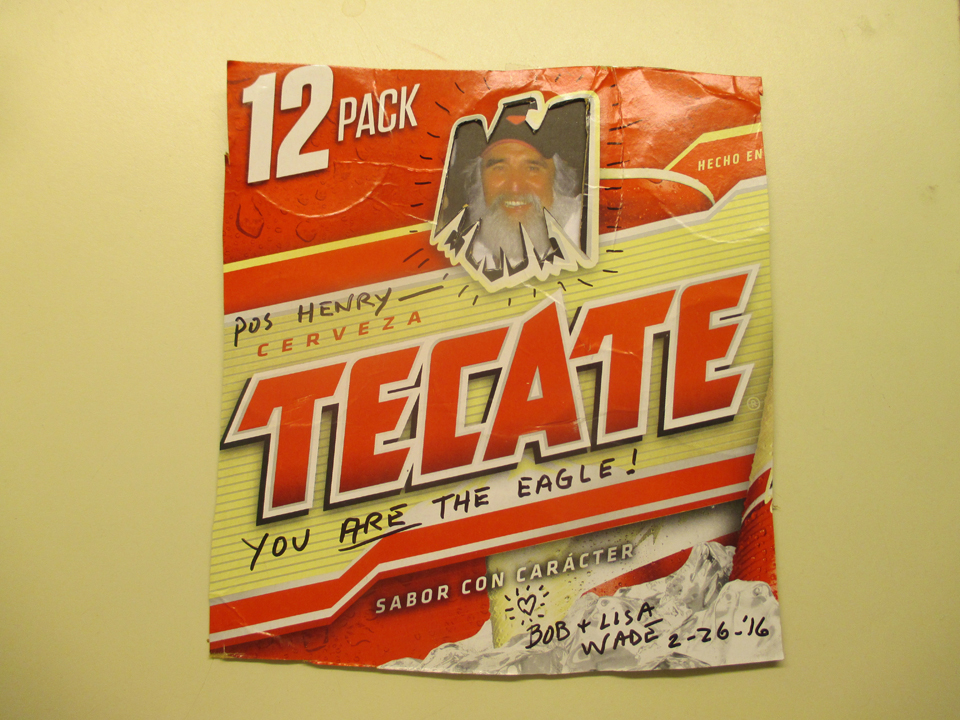 12 PACK
HECHO EN
POS HENRY—
CERVEZA
TECATE
®
YOU ARE THE EAGLE!
SABOR CON CARÁCTER
BOB + LISA
WADE 2-26-'16